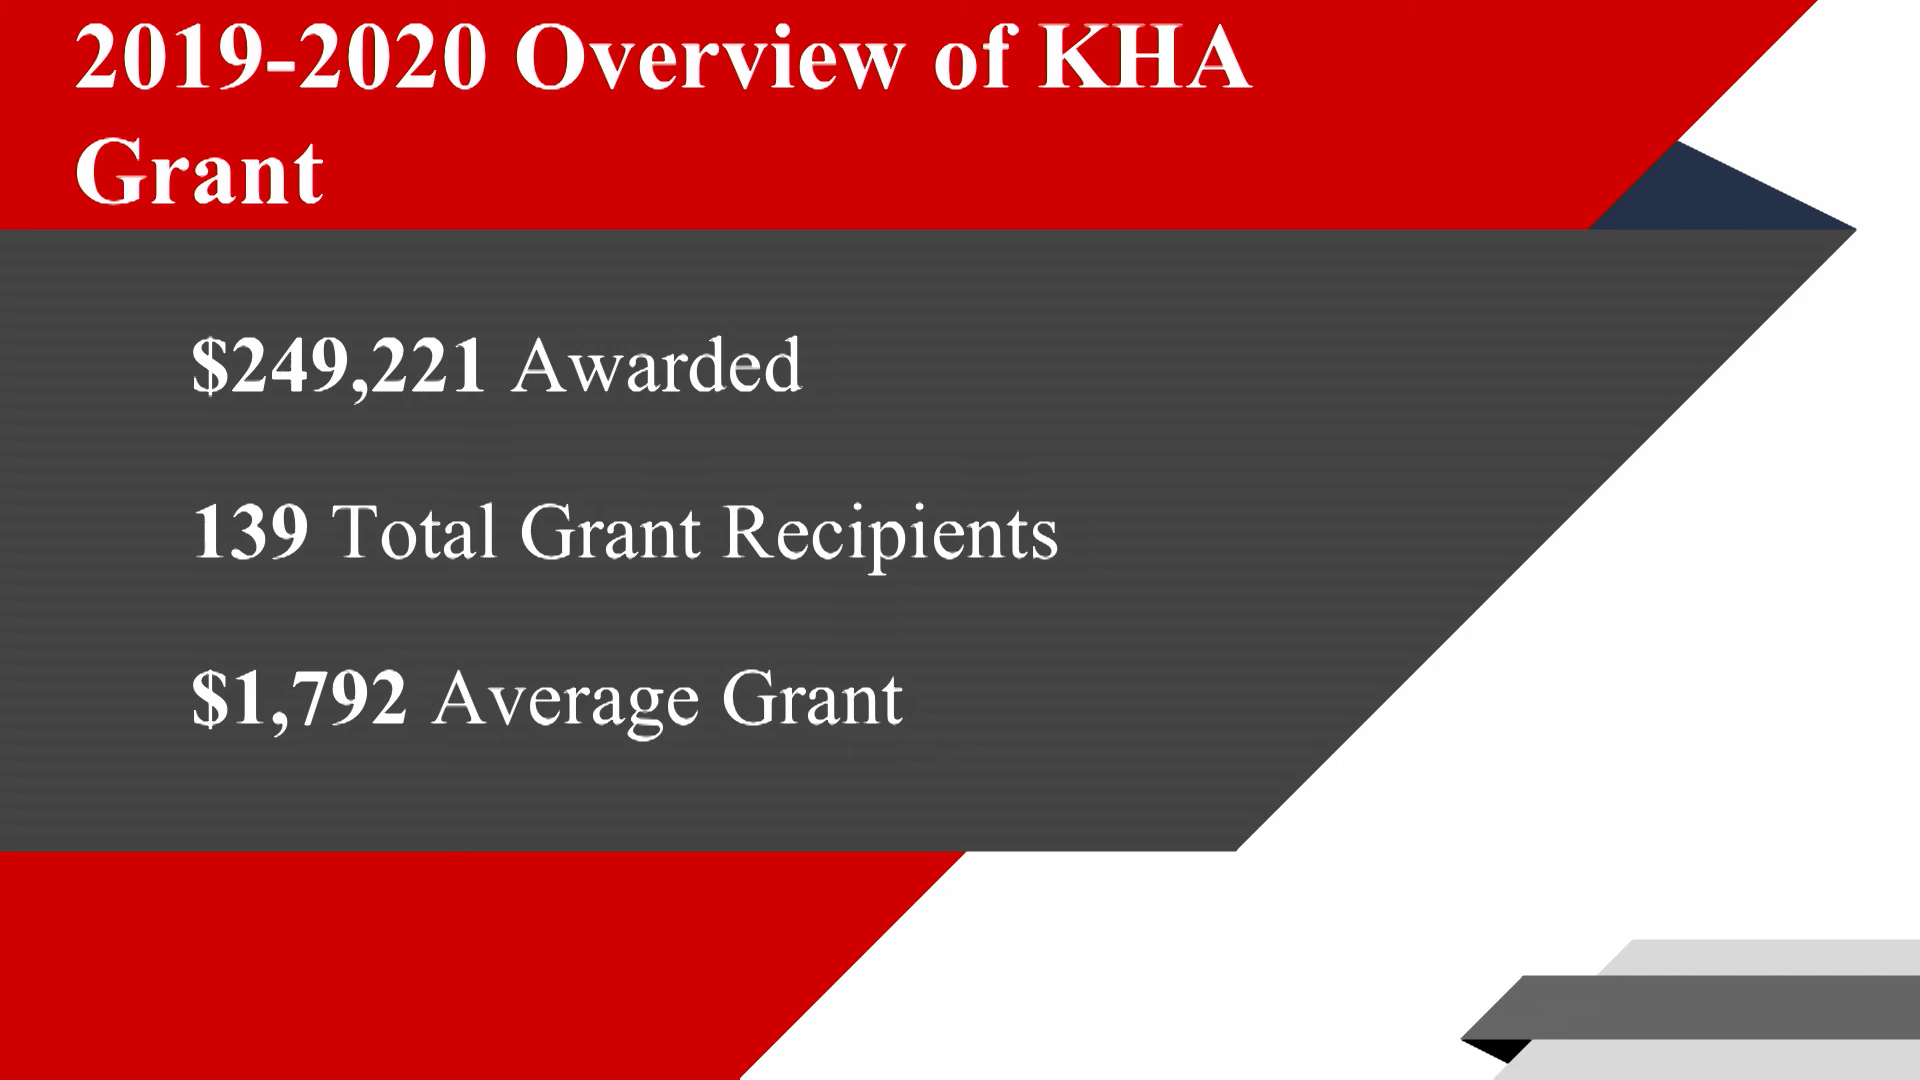 2019-2020 Overview of KHA
Grant
$249,221 Awarded
139 Total Grant Recipients
$1,792 Average Grant